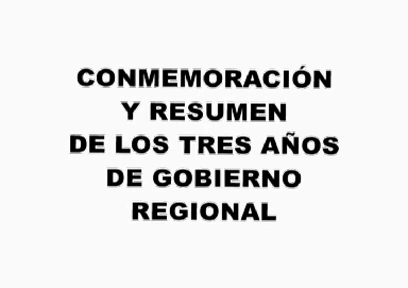 CONMEMORACIÓN
Y RESUMEN
DE LOS TRES AÑOS
DE GOBIERNO
REGIONAL